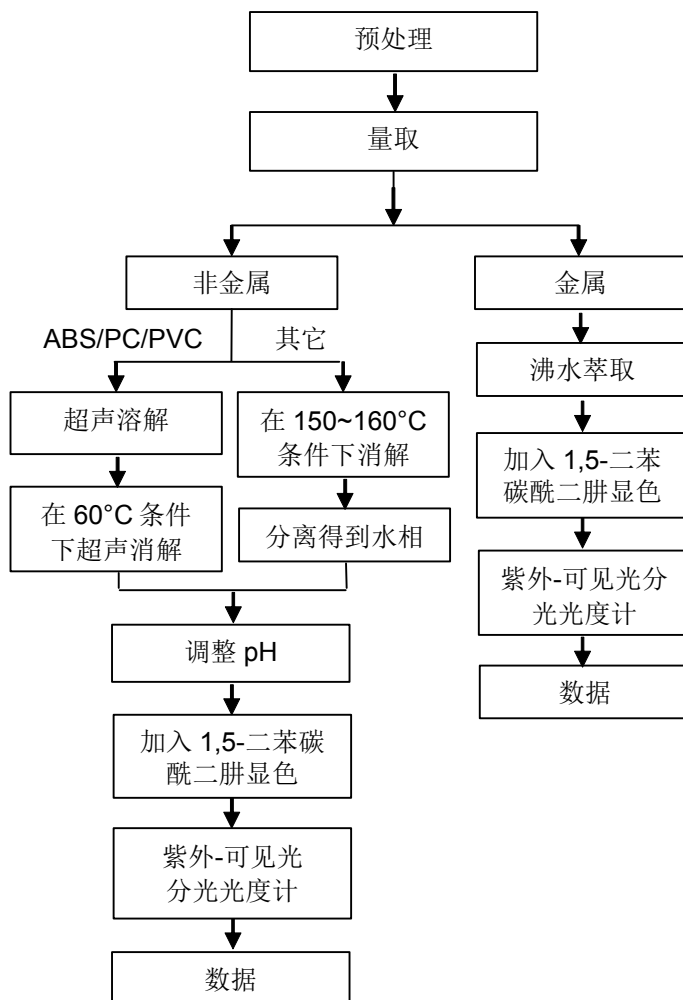 预处理
量取
非金属
金属
ABS/PC/PVC
其它
沸水萃取
超声溶解
在 150~160°C
条件下消解
加入 1,5-二苯
碳酰二肼显色
在 60°C 条件
下超声消解
分离得到水相
紫外-可见光分
光光度计
调整 pH
数据
加入 1,5-二苯碳
酰二肼显色
紫外-可见光
分光光度计
数据